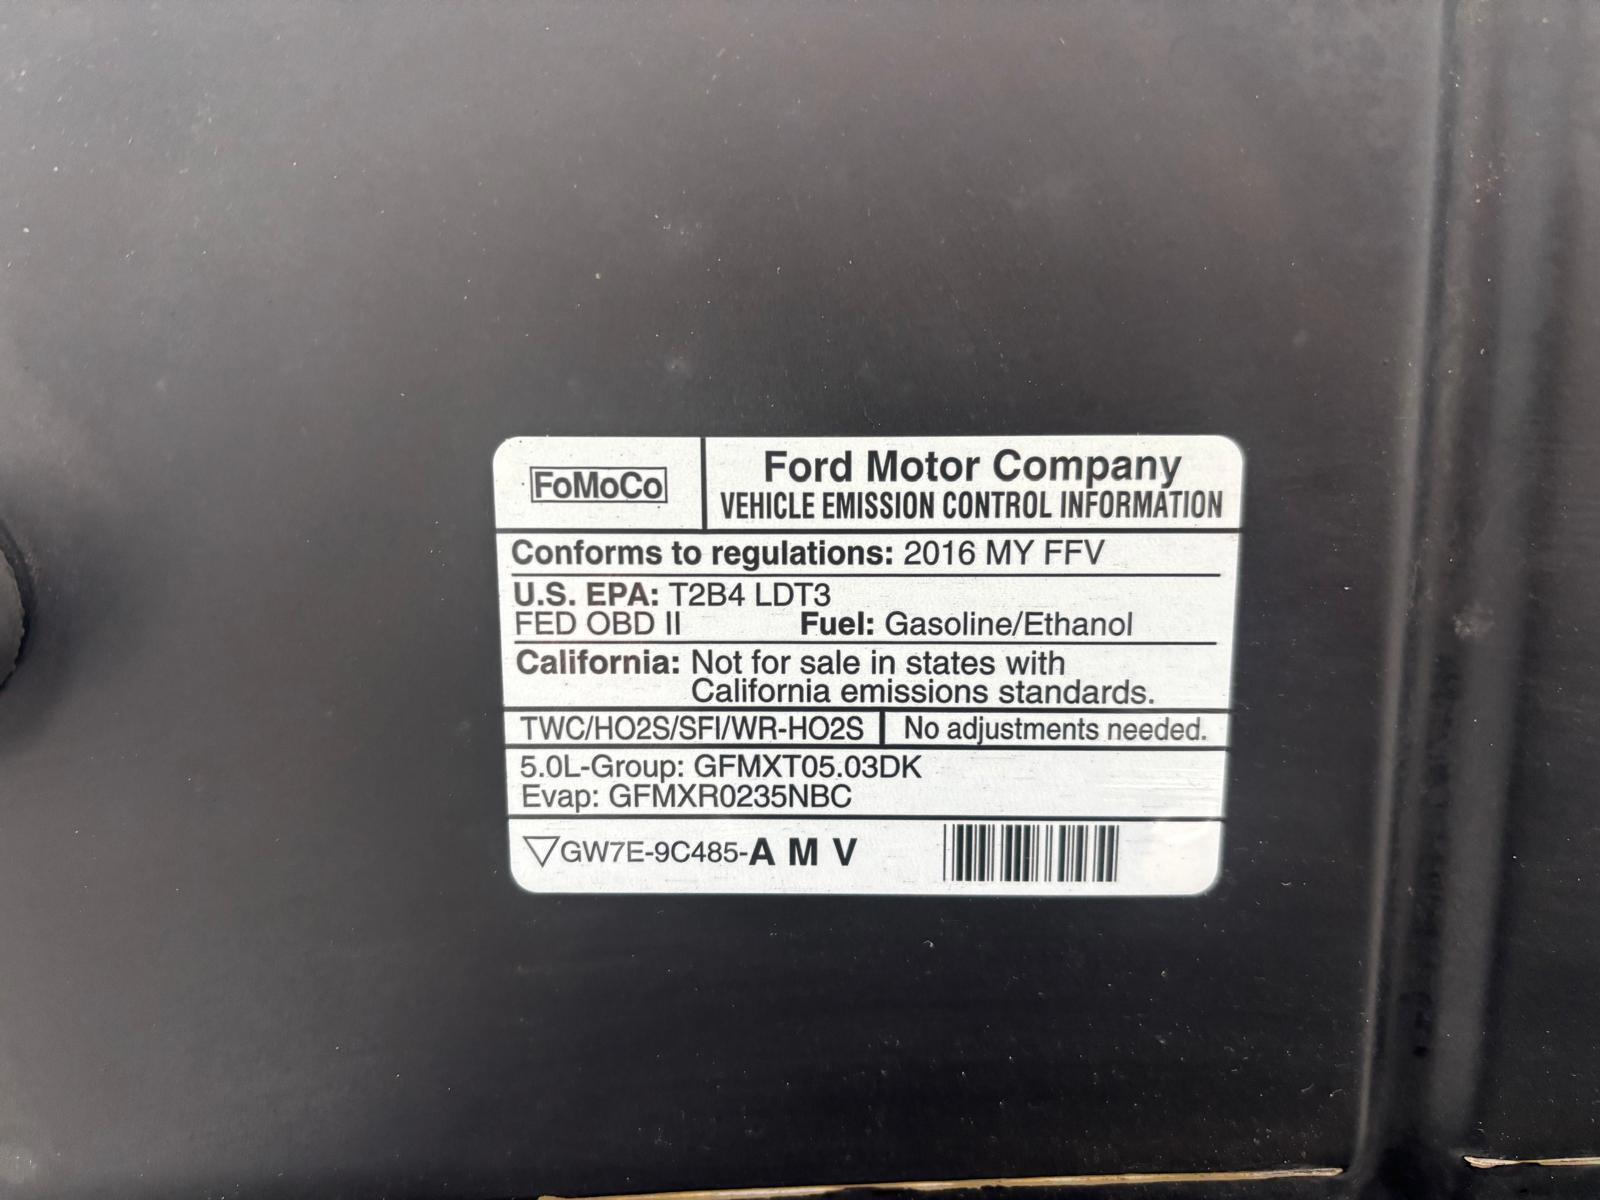 FoMoCo
Ford Motor Company
VEHICLE EMISSION CONTROL INFORMATION
Conforms to regulations: 2016 MY FFV
U.S. EPA: T2B4 LDT3
FED OBD II Fuel: Gasoline/Ethanol
California: Not for sale in states with
California emissions standards.
TWC/HO2S/SFI/WR-HO2S No adjustments needed.
5.0L-Group: GFMXT05.03DK
Evap: GFMXR0235NBC
GW7E-9C485-A M V